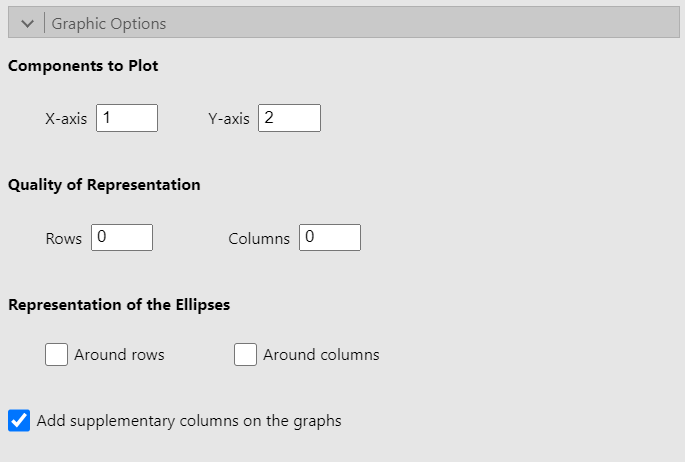 Graphic Options
Components to Plot
X-axis 1 Y-axis 2
Quality of Representation
Rows 0 Columns 0
Representation of the Ellipses
Around rows Around columns
Add supplementary columns on the graphs